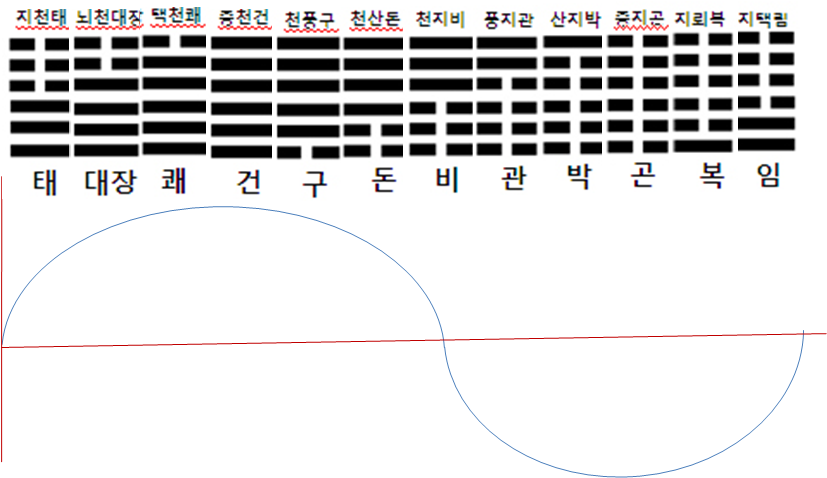 지천태 뇌천대장 택천쾌 중천건 천풍구 천산돈 천지비 풍지관 산지박 중지곤 지뢰복 지택림
태 대장 쾌 건 구 돈 비 관 박 곤 복 임